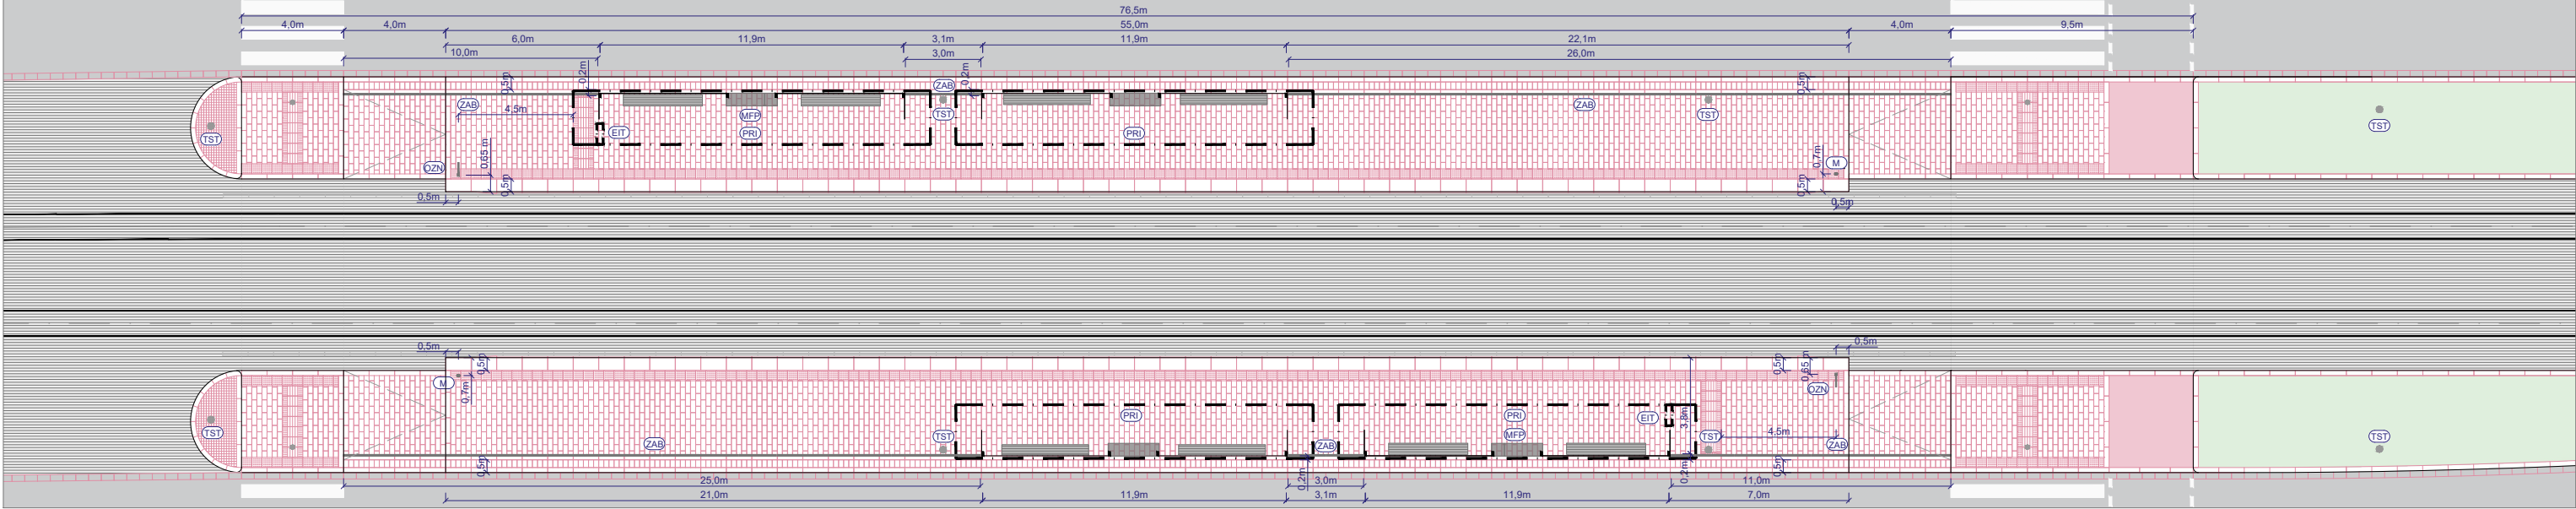 76,5m
4,0m 4,0m 55,0m 4,0m 9,5m
6,0m 11,9m 3,1m 11,9m 22,1m
10,0m 3,0m 26,0m
0,5m 0,2m ZAB 0,2m 0,5m
ZAB 4,5m MFP TST ZAB TST
TST EIT PRI PRI TST
OZN 0,65 m 0,7m M
0,5m 0,5m
0,5m 0,5m
0,5m 0,5m
M 0,5m 0,7m 0,5m 0,65 m OZN
PRI PRI EIT 3,8m
TST ZAB TST MFP TST 4,5m TST
ZAB ZAB
0,5m 0,2m 0,2m 0,5m
25,0m 3,0m 11,0m
21,0m 11,9m 3,1m 11,9m 7,0m